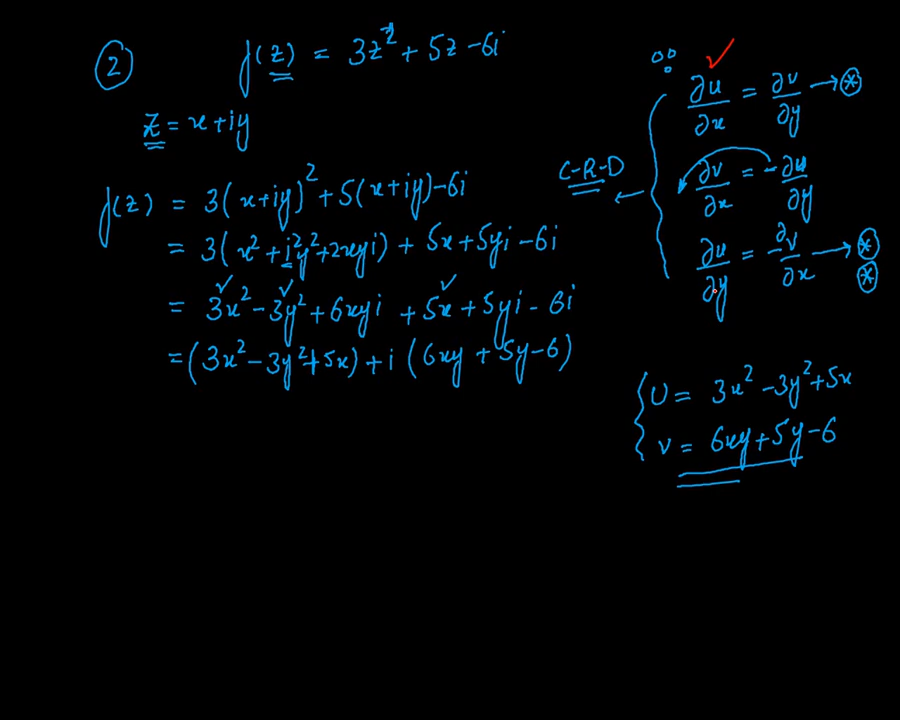 ② f(z) = 3z² + 5z - 6i
z = x + iy
f(z) = 3(x+iy)² + 5(x+iy) - 6i
= 3(x² + i²y² + 2xyi) + 5x + 5yi - 6i
= 3x² - 3y² + 6xyi + 5x + 5yi - 6i
= (3x² - 3y² + 5x) + i (6xy + 5y - 6)
∂u/∂x = ∂v/∂y → *
C-R-D ← ∂v/∂x = -∂u/∂y
∂u/∂y = -∂v/∂x → * *
U = 3x² - 3y² + 5x
v = 6xy + 5y - 6